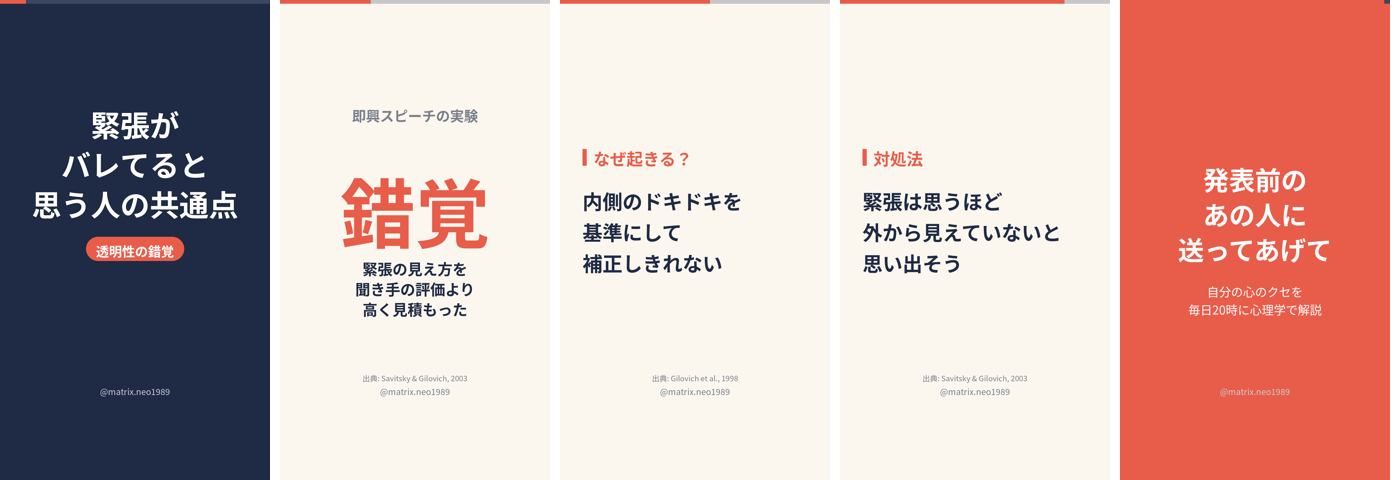 緊張が
バレてると
思う人の共通点
透明性の錯覚
@matrix.neo1989
即興スピーチの実験
錯覚
緊張の見え方を
聞き手の評価より
高く見積もった
出典: Savitsky & Gilovich, 2003
@matrix.neo1989
なぜ起きる？
内側のドキドキを
基準にして
補正しきれない
出典: Gilovich et al., 1998
@matrix.neo1989
対処法
緊張は思うほど
外から見えていないと
思い出そう
出典: Savitsky & Gilovich, 2003
@matrix.neo1989
発表前の
あの人に
送ってあげて
自分の心のクセを
毎日20時に心理学で解説
@matrix.neo1989